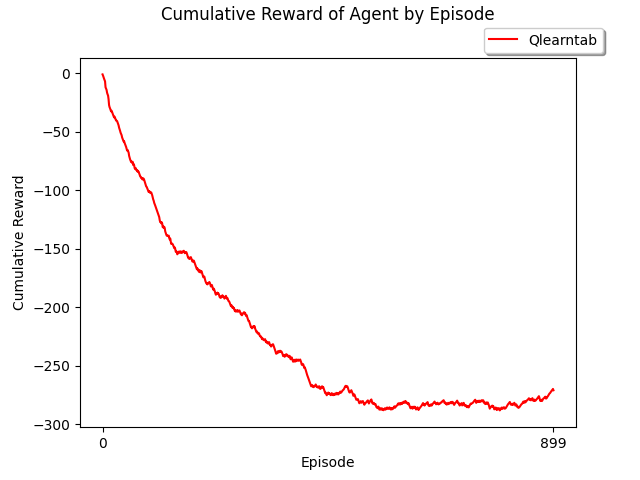 Cumulative Reward of Agent by Episode
Qlearntab
0
−50
−100
−150
−200
−250
−300
Cumulative Reward
0 899
Episode